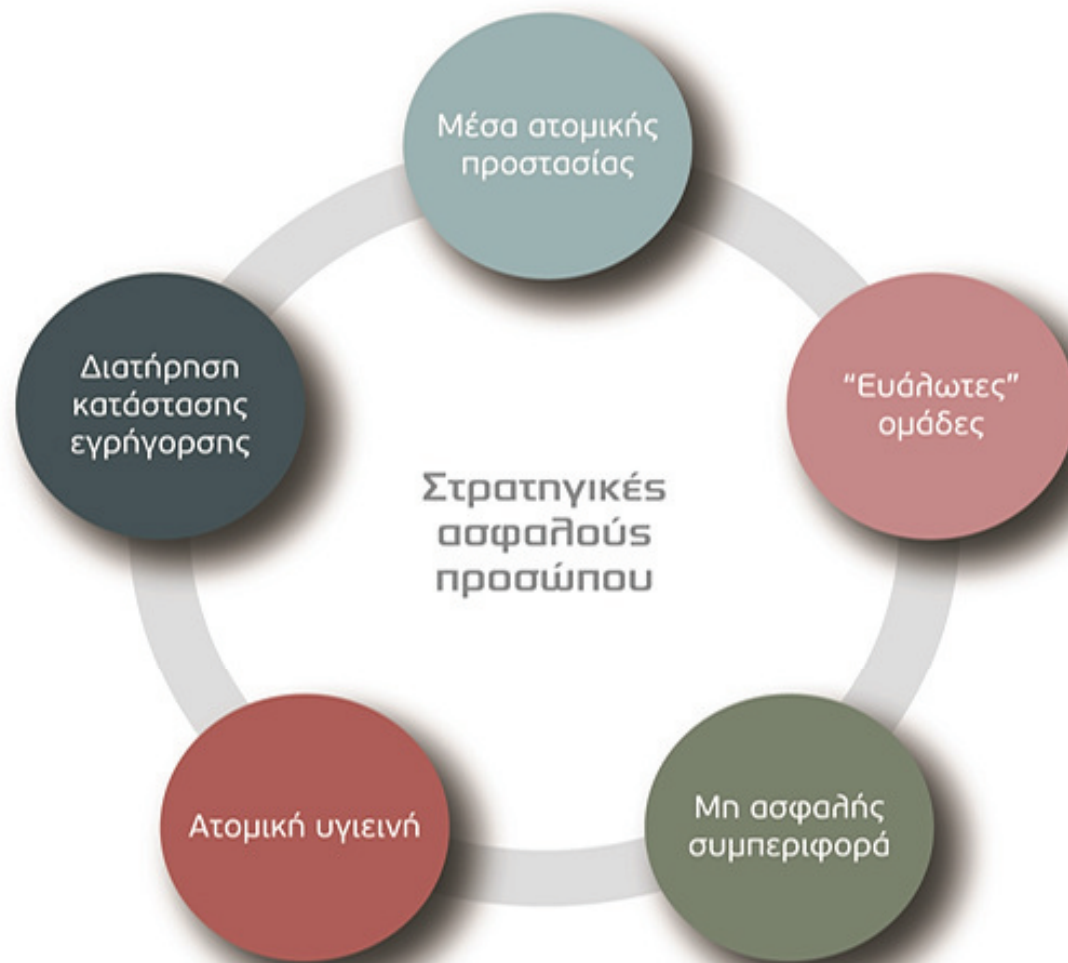 Μέσα ατομικής
προστασίας
Διατήρηση
κατάστασης
εγρήγορσης
“Ευάλωτες”
ομάδες
Στρατηγικές
ασφαλούς
προσώπου
Ατομική υγιεινή
Μη ασφαλής
συμπεριφορά